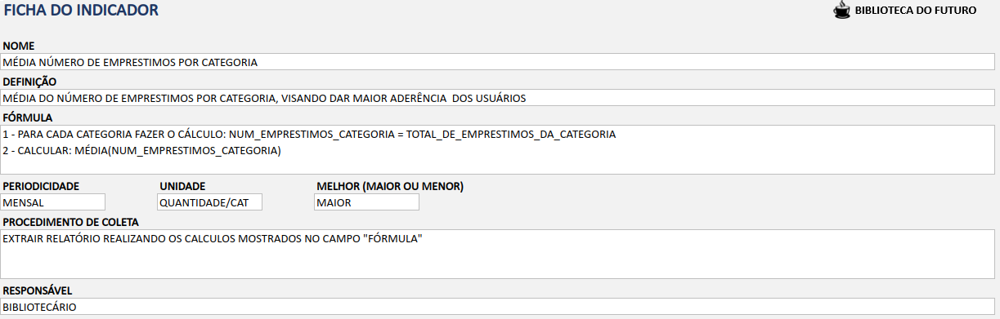 FICHA DO INDICADOR
BIBLIOTECA DO FUTURO
NOME
MÉDIA NÚMERO DE EMPRESTIMOS POR CATEGORIA
DEFINIÇÃO
MÉDIA DO NÚMERO DE EMPRESTIMOS POR CATEGORIA, VISANDO DAR MAIOR ADERÊNCIA  DOS USUÁRIOS
FÓRMULA
1 - PARA CADA CATEGORIA FAZER O CÁLCULO: NUM_EMPRESTIMOS_CATEGORIA = TOTAL_DE_EMPRESTIMOS_DA_CATEGORIA
2 - CALCULAR: MÉDIA(NUM_EMPRESTIMOS_CATEGORIA)
PERIODICIDADE UNIDADE MELHOR (MAIOR OU MENOR)
MENSAL QUANTIDADE/CAT MAIOR
PROCEDIMENTO DE COLETA
EXTRAIR RELATÓRIO REALIZANDO OS CALCULOS MOSTRADOS NO CAMPO "FÓRMULA"
RESPONSÁVEL
BIBLIOTECÁRIO